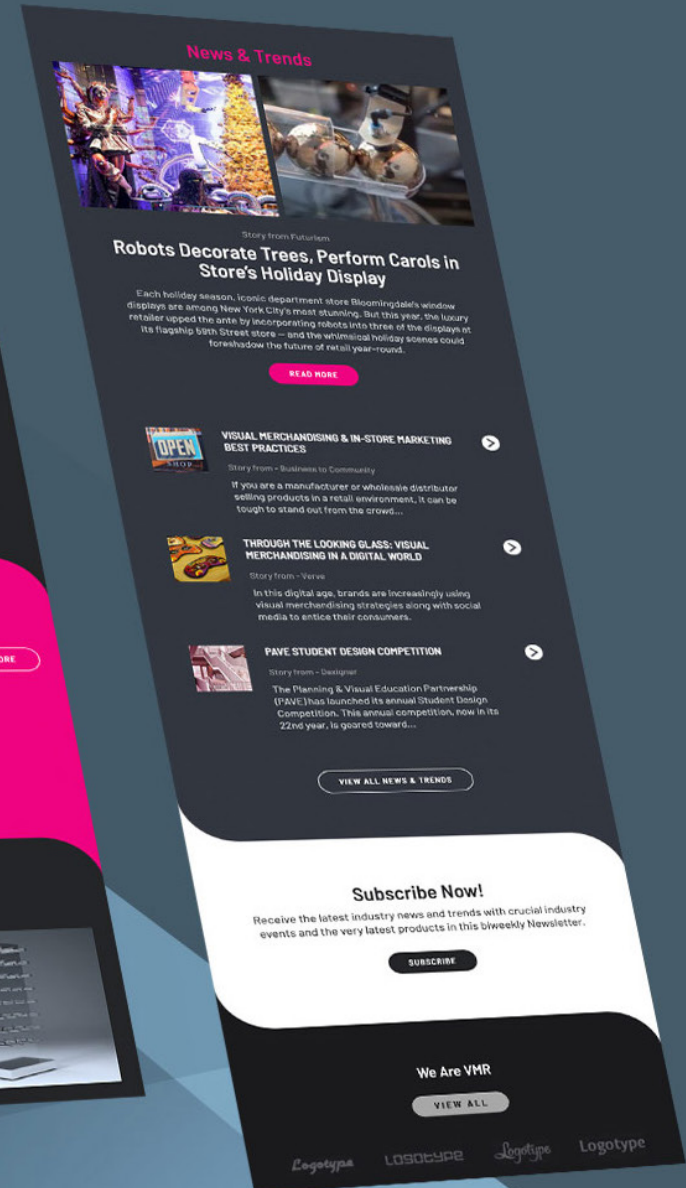 News & Trends
Story from Futurism
Robots Decorate Trees, Perform Carols in
Store's Holiday Display
Each holiday season, iconic department store Bloomingdale's window
displays are among New York City's most stunning. But this year, the luxury
retailer upped the ante by incorporating robots into three of the displays at
its flagship 59th Street store — and the whimsical holiday scenes could
foreshadow the future of retail year-round.
READ MORE
OPEN
SHOP
VISUAL MERCHANDISING & IN-STORE MARKETING
BEST PRACTICES
Story from - Business to Community
If you are a manufacturer or wholesale distributor
selling products in a retail environment, it can be
tough to stand out from the crowd...
THROUGH THE LOOKING GLASS: VISUAL
MERCHANDISING IN A DIGITAL WORLD
Story from - Verve
In this digital age, brands are increasingly using
visual merchandising strategies along with social
media to entice their consumers.
ORE
PAVE STUDENT DESIGN COMPETITION
Story from - Dexigner
The Planning & Visual Education Partnership
(PAVE) has launched its annual Student Design
Competition. This annual competition, now in its
22nd year, is geared toward...
VIEW ALL NEWS & TRENDS
Subscribe Now!
Receive the latest industry news and trends with crucial industry
events and the very latest products in this biweekly Newsletter.
SUBSCRIBE
We Are VMR
VIEW ALL
Logotype LOGOTYPE Logotype Logotype